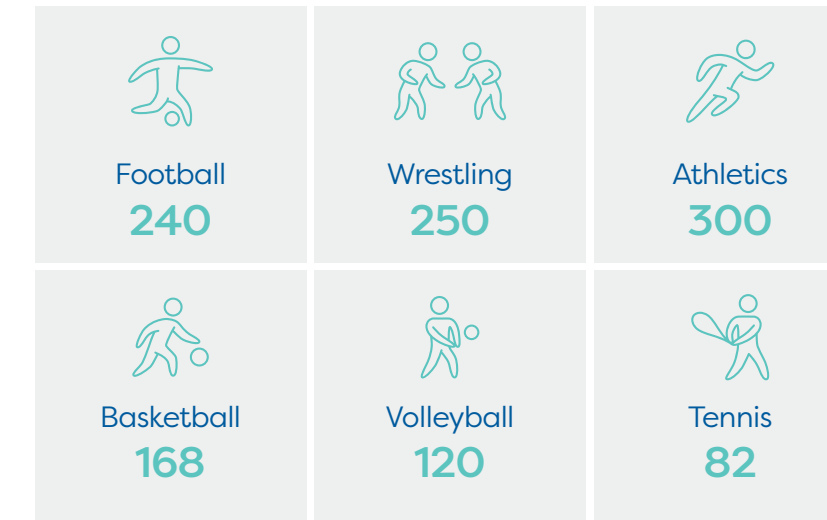 Football
240
Wrestling
250
Athletics
300
Basketball
168
Volleyball
120
Tennis
82